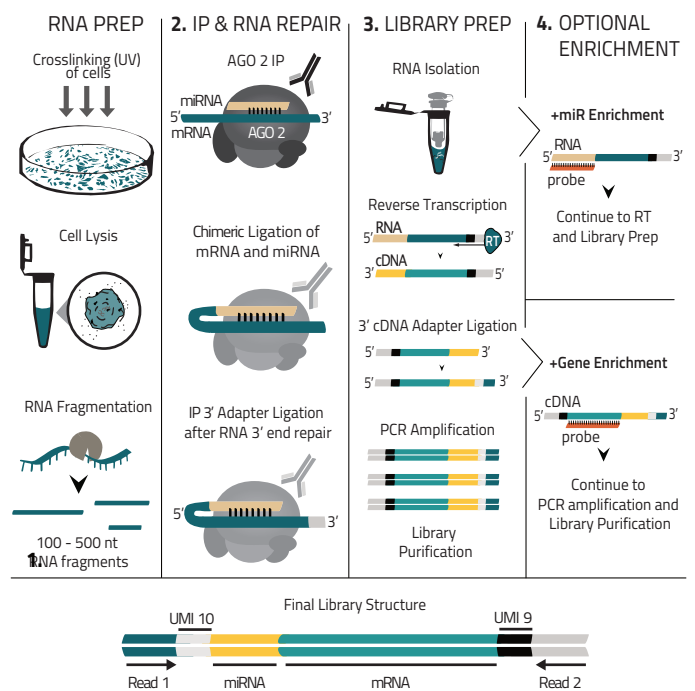 RNA PREP
Crosslinking (UV)
of cells
Cell Lysis
RNA Fragmentation
100 - 500 nt
1.
RNA fragments
2. IP & RNA REPAIR
AGO 2 IP
miRNA
5′
3′
mRNA
AGO 2
Chimeric Ligation of
mRNA and miRNA
IP 3′ Adapter Ligation
after RNA 3′ end repair
5′
3′
3. LIBRARY PREP
RNA Isolation
Reverse Transcription
RNA
5′
RT
3′
cDNA
3′
5′
3′ cDNA Adapter Ligation
5′
3′
5′
3′
PCR Amplification
Library
Purification
4. OPTIONAL
ENRICHMENT
+miR Enrichment
RNA
5′
3′
probe
Continue to RT
and Library Prep
+Gene Enrichment
cDNA
5′
3′
probe
Continue to
PCR amplification and
Library Purification
Final Library Structure
UMI 10
UMI 9
Read 1
miRNA
mRNA
Read 2